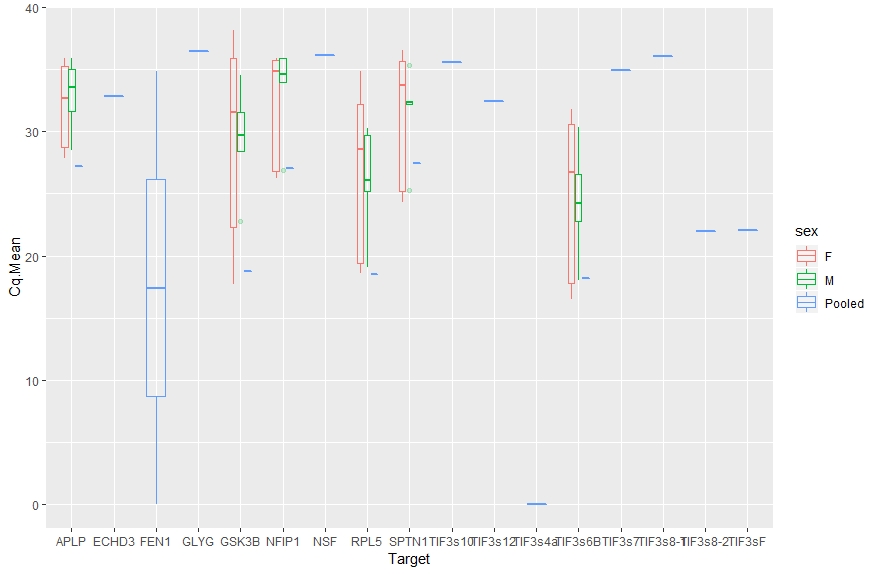 40
30
20
10
0
Cq.Mean
APLP ECHD3 FEN1 GLYG GSK3B NFIP1 NSF RPL5 SPTN1 TIF3s10 TIF3s12 TIF3s4a TIF3s6B TIF3s7 TIF3s8-1 TIF3s8-2 TIF3sF
Target
sex
F
M
Pooled